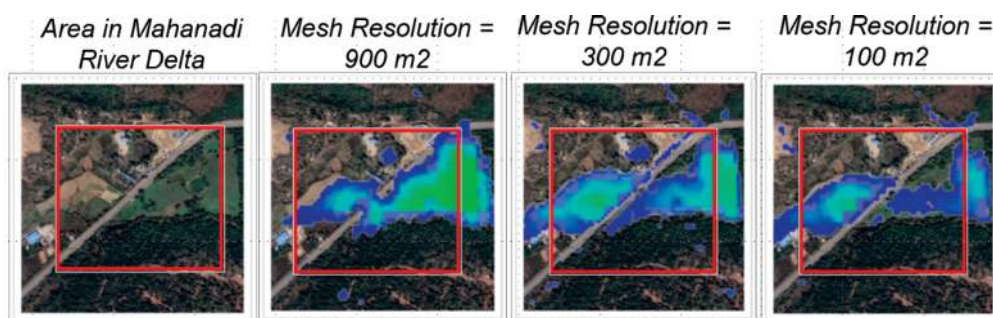 Area in Mahanadi
River Delta
Mesh Resolution =
900 m2
Mesh Resolution =
300 m2
Mesh Resolution =
100 m2